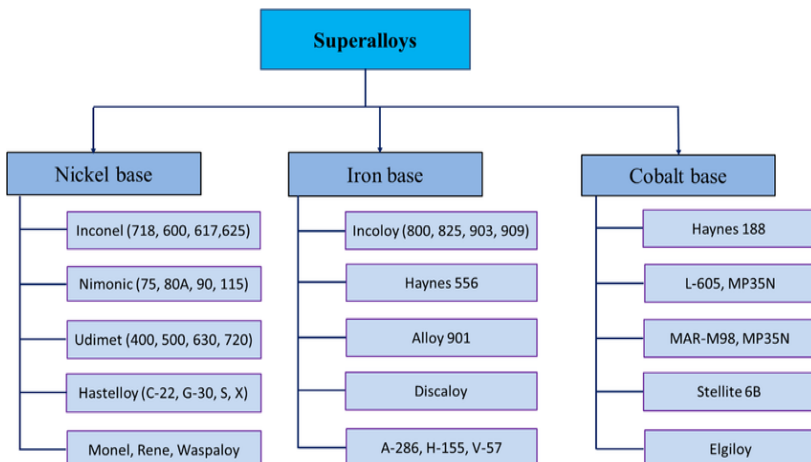 Superalloys
Nickel base
Inconel (718, 600, 617,625)
Nimonic (75, 80A, 90, 115)
Udimet (400, 500, 630, 720)
Hastelloy (C-22, G-30, S, X)
Monel, Rene, Waspaloy
Iron base
Incoloy (800, 825, 903, 909)
Haynes 556
Alloy 901
Discaloy
A-286, H-155, V-57
Cobalt base
Haynes 188
L-605, MP35N
MAR-M98, MP35N
Stellite 6B
Elgiloy